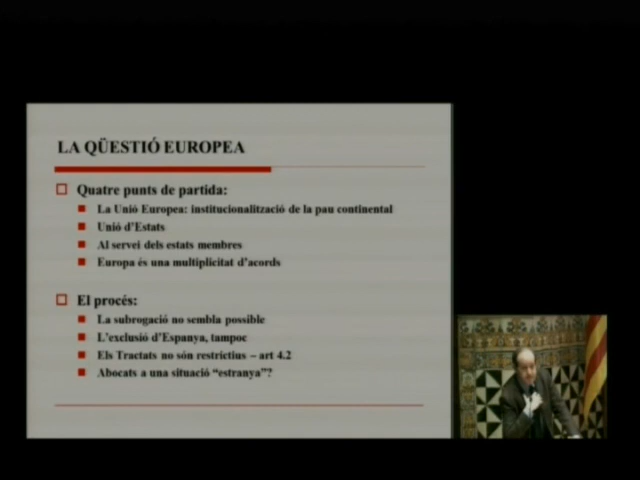 LA QÜESTIÓ EUROPEA
Quatre punts de partida:
La Unió Europea: institucionalització de la pau continental
Unió d'Estats
Al servei dels estats membres
Europa és una multiplicitat d'acords
El procés:
La subrogació no sembla possible
L'exclusió d'Espanya, tampoc
Els Tractats no són restrictius – art 4.2
Abocats a una situació “estranya”?